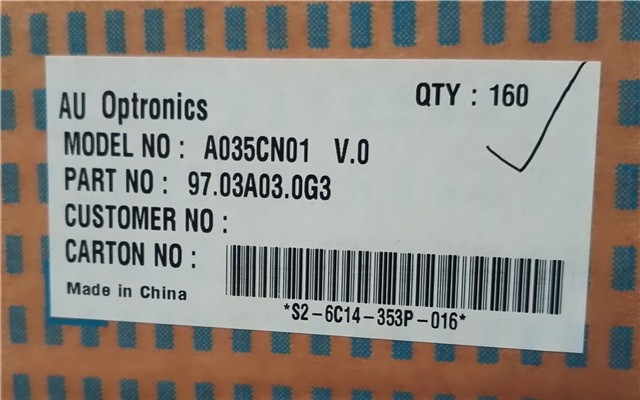 AU Optronics
QTY : 160
MODEL NO : A035CN01 V.0
PART NO : 97.03A03.0G3
CUSTOMER NO :
CARTON NO :
*S2-6C14-353P-016*
Made in China